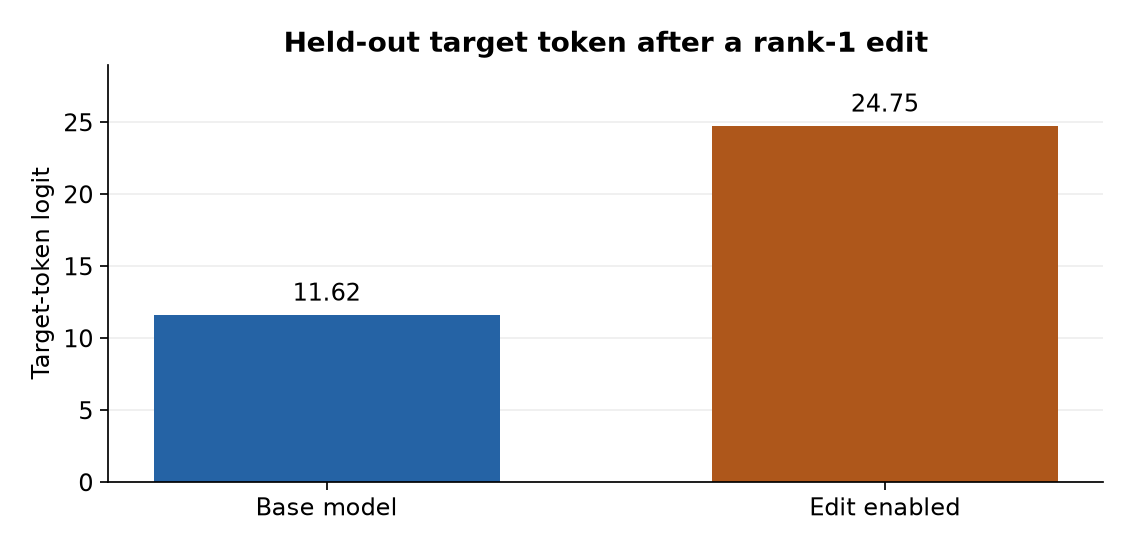 Held-out target token after a rank-1 edit
Target-token logit
25
20
15
10
5
0
11.62
24.75
Base model
Edit enabled